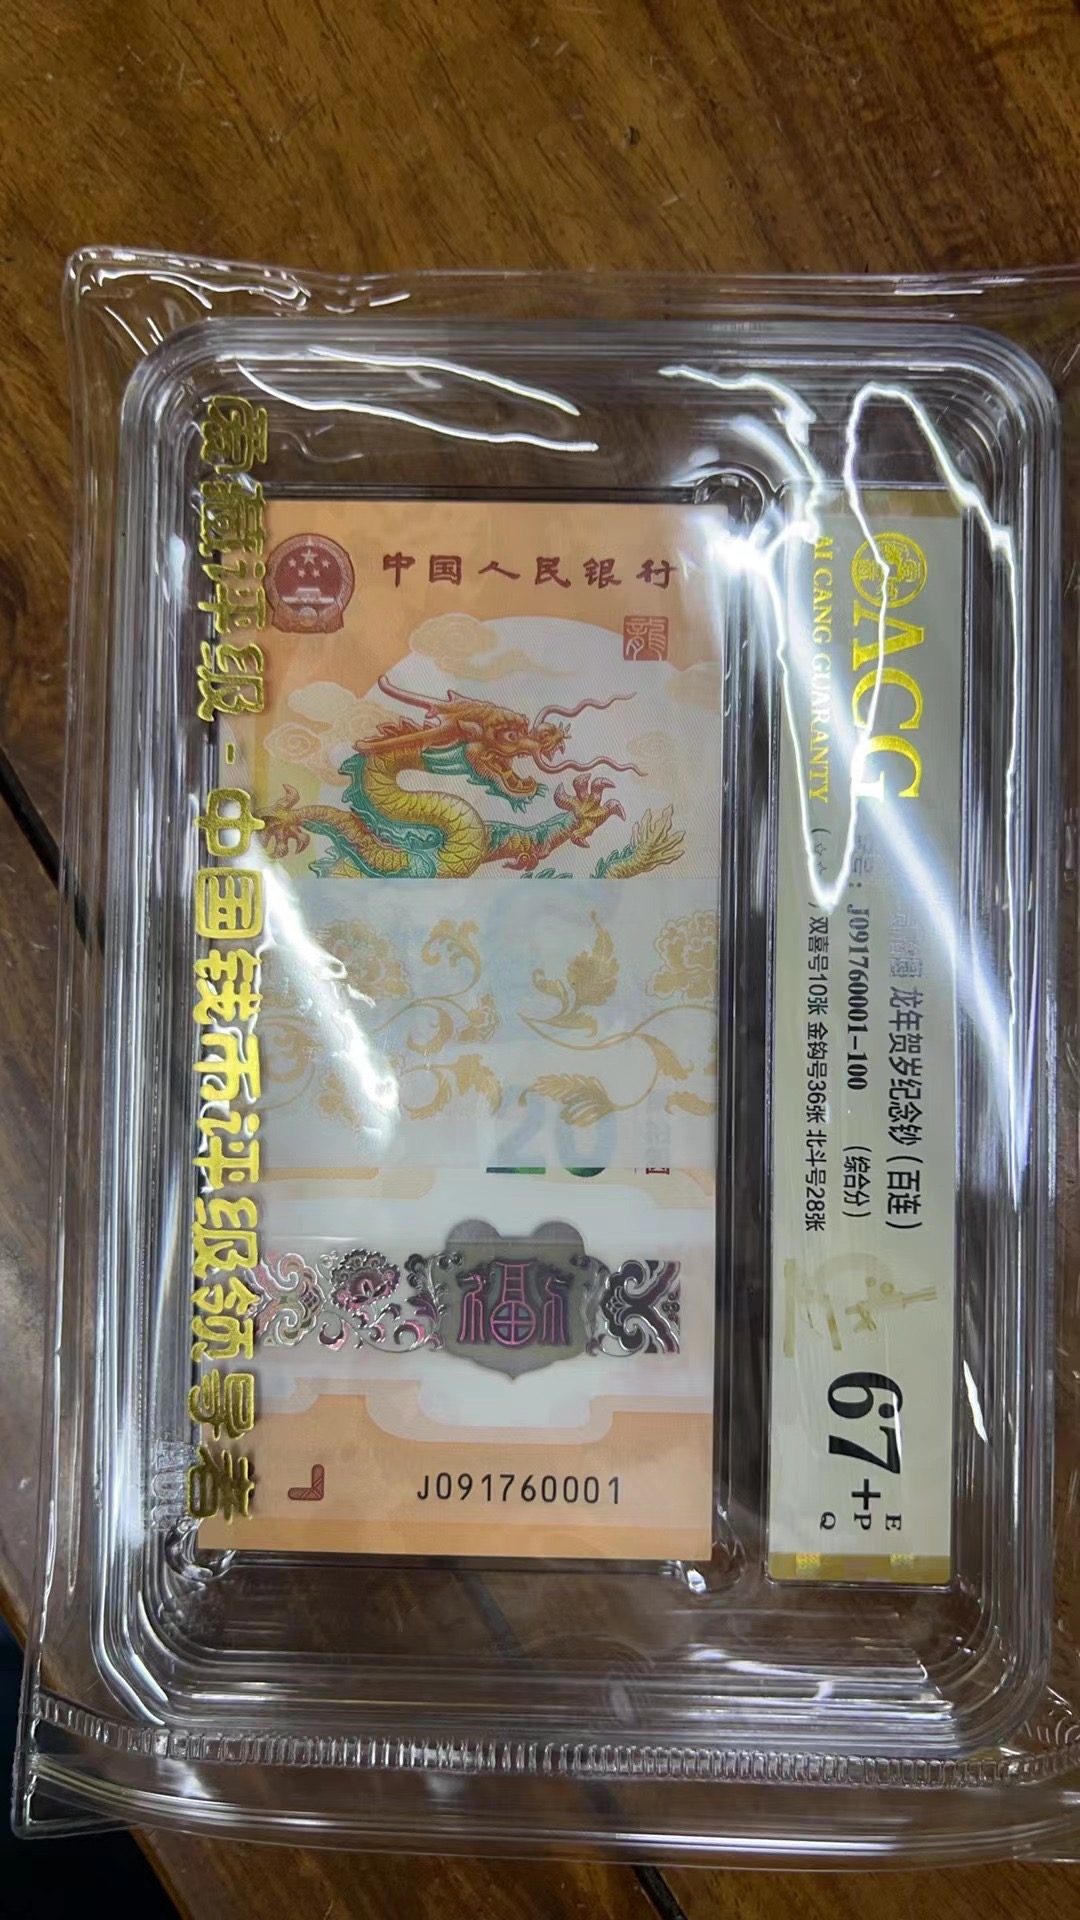 爱藏评级 - 中国钱币评级领导者
中国人民银行
龍
20
福
J091760001
ACG
AI CANG GUARANTY
龙年贺岁纪念钞（百连）
号：J091760001-100 （综合分）
双喜号10张 金钩号36张 北斗号28张
67+
E
P
Q